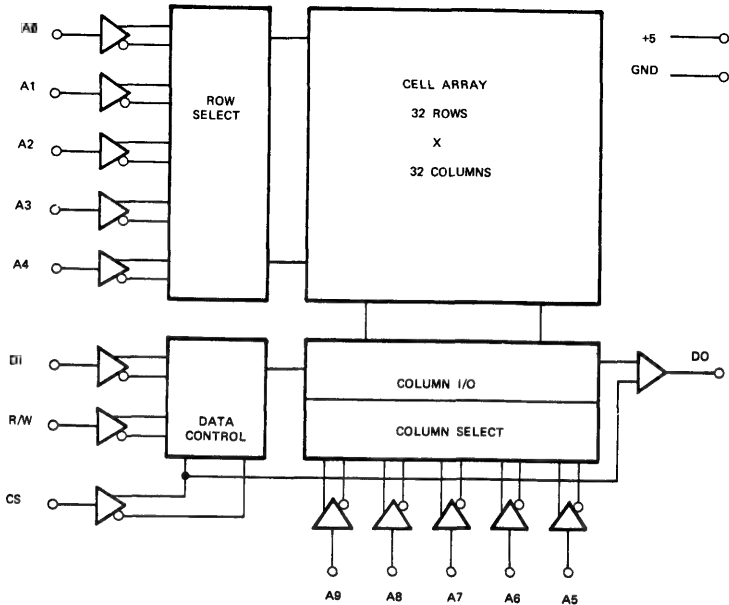 A0
+5
GND
A1
A2
A3
A4
ROW
SELECT
CELL ARRAY
32 ROWS
X
32 COLUMNS
DI
R/W
CS
DATA
CONTROL
COLUMN I/O
COLUMN SELECT
DO
A9
A8
A7
A6
A5